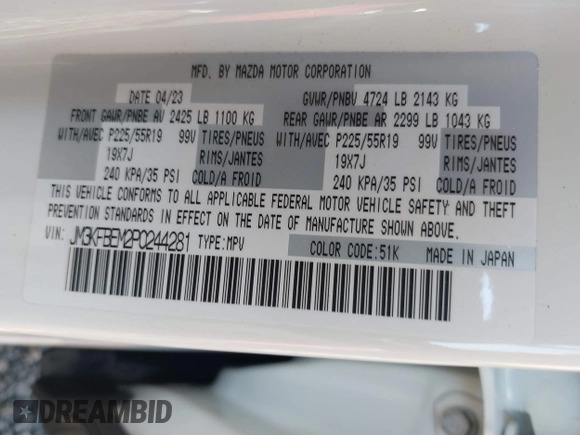 MFD. BY MAZDA MOTOR CORPORATION
DATE 04/23 GVWR/PNBV 4724 LB 2143 KG
FRONT GAWR/PNBE AV 2425 LB 1100 KG REAR GAWR/PNBE AR 2299 LB 1043 KG
WITH/AVEC P225/55R19 99V TIRES/PNEUS WITH/AVEC P225/55R19 99V TIRES/PNEUS
19X7J RIMS/JANTES 19X7J RIMS/JANTES
240 KPA/35 PSI COLD/A FROID 240 KPA/35 PSI COLD/A FROID
THIS VEHICLE CONFORMS TO ALL APPLICABLE FEDERAL MOTOR VEHICLE SAFETY AND THEFT
PREVENTION STANDARDS IN EFFECT ON THE DATE OF MANUFACTURE SHOWN ABOVE.
VIN: JM3KFBEM2P0244281 TYPE:MPV COLOR CODE:51K MADE IN JAPAN
DREAMBID